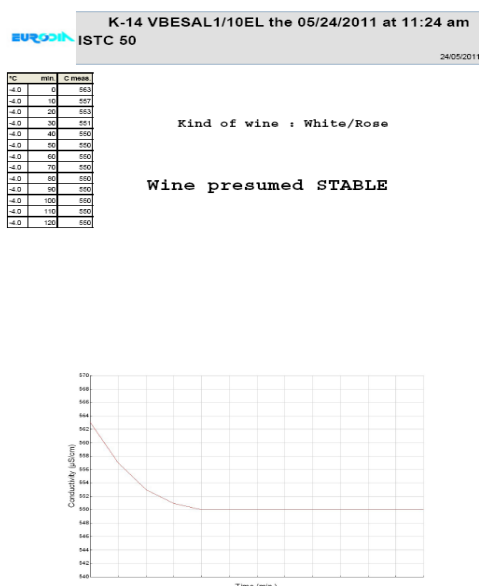 K-14 VBESAL1/10EL the 05/24/2011 at 11:24 am
EURODIA ISTC 50
24/05/2011
°C min. C meas.
-4.0 0 563
-4.0 10 557
-4.0 20 553
-4.0 30 551
-4.0 40 550
-4.0 50 550
-4.0 60 550
-4.0 70 550
-4.0 80 550
-4.0 90 550
-4.0 100 550
-4.0 110 550
-4.0 120 550
Kind of wine : White/Rose
Wine presumed STABLE
570
568
566
564
562
560
558
556
554
552
550
548
546
544
542
540
Conductivity (µS/cm)
Time (min.)